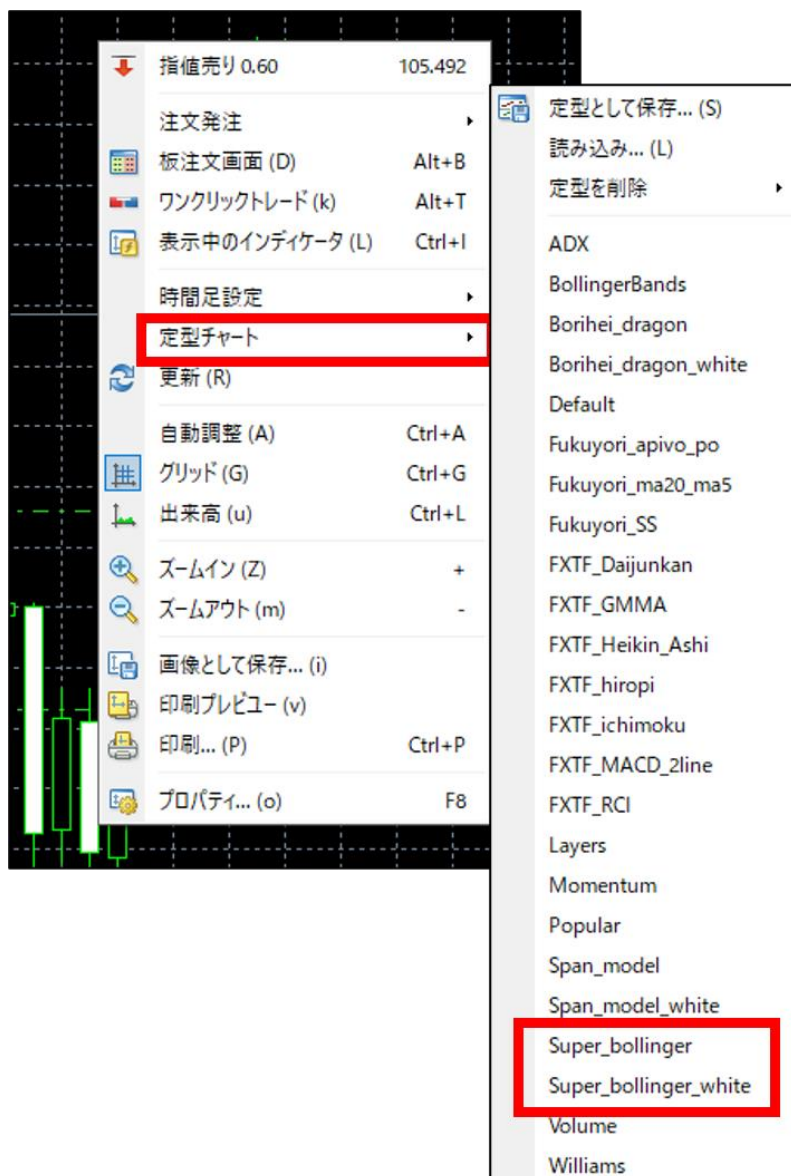 指値売り 0.60 105.492
注文発注
板注文画面 (D) Alt+B
ワンクリックトレード (k) Alt+T
表示中のインディケータ (L) Ctrl+I
時間足設定
定型チャート
更新 (R)
自動調整 (A) Ctrl+A
グリッド (G) Ctrl+G
出来高 (u) Ctrl+L
ズームイン (Z) +
ズームアウト (m) -
画像として保存... (i)
印刷プレビュー (v)
印刷... (P) Ctrl+P
プロパティ... (o) F8
定型として保存... (S)
読み込み... (L)
定型を削除
ADX
BollingerBands
Borihei_dragon
Borihei_dragon_white
Default
Fukuyori_apivo_po
Fukuyori_ma20_ma5
Fukuyori_SS
FXTF_Daijunkan
FXTF_GMMA
FXTF_Heikin_Ashi
FXTF_hiropi
FXTF_ichimoku
FXTF_MACD_2line
FXTF_RCI
Layers
Momentum
Popular
Span_model
Span_model_white
Super_bollinger
Super_bollinger_white
Volume
Williams